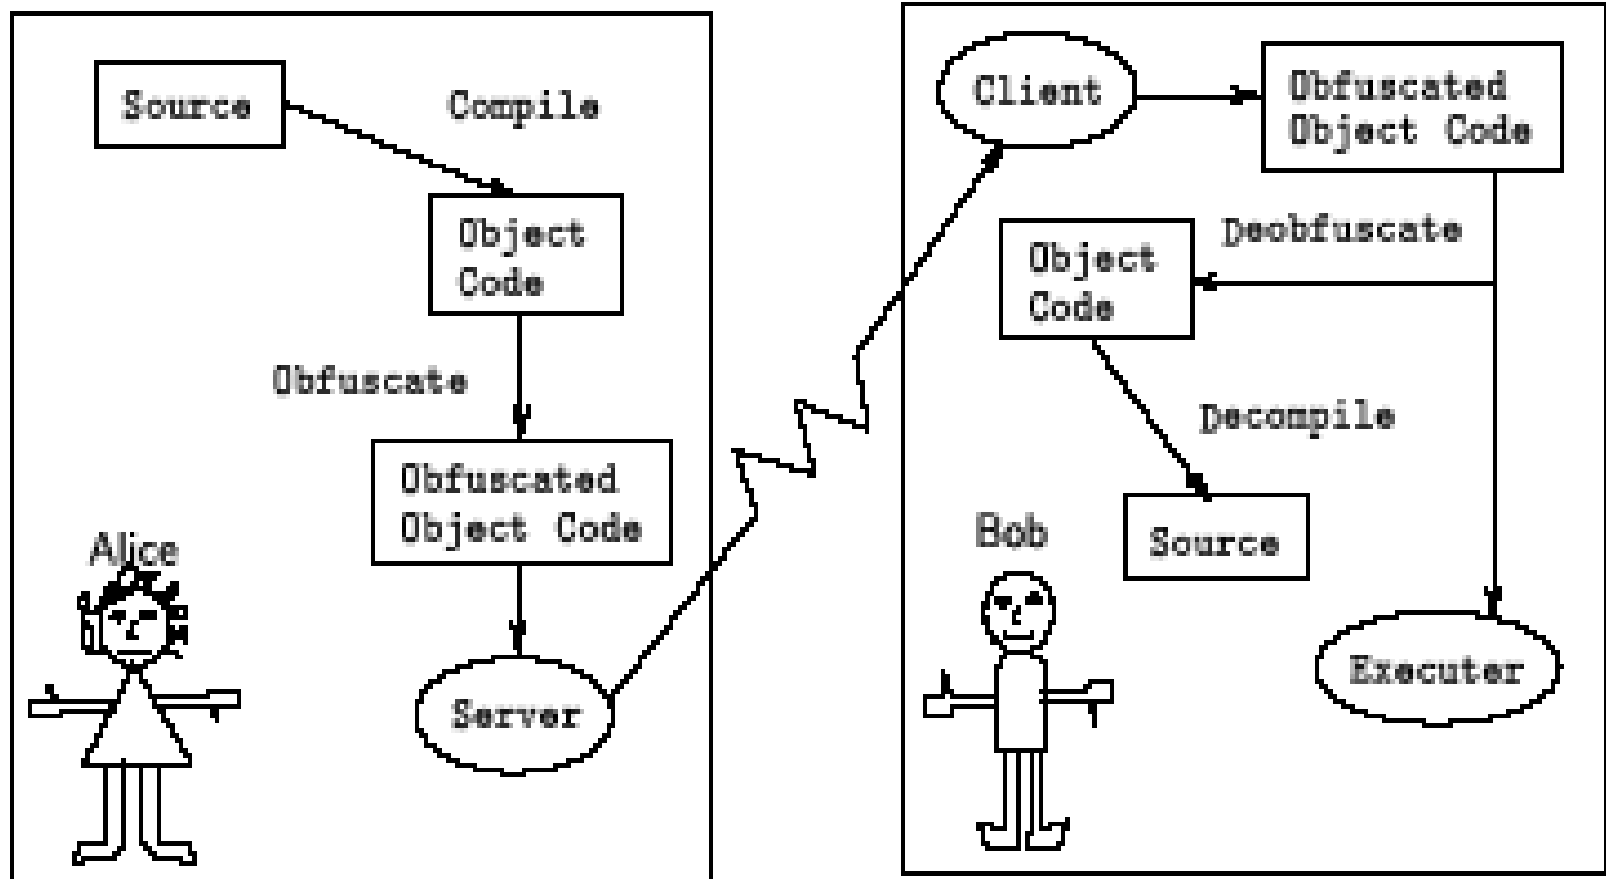 Source
Compile
Object
Code
Obfuscate
Obfuscated
Object Code
Alice
Server
Client
Obfuscated
Object Code
Deobfuscate
Object
Code
Decompile
Source
Bob
Executer